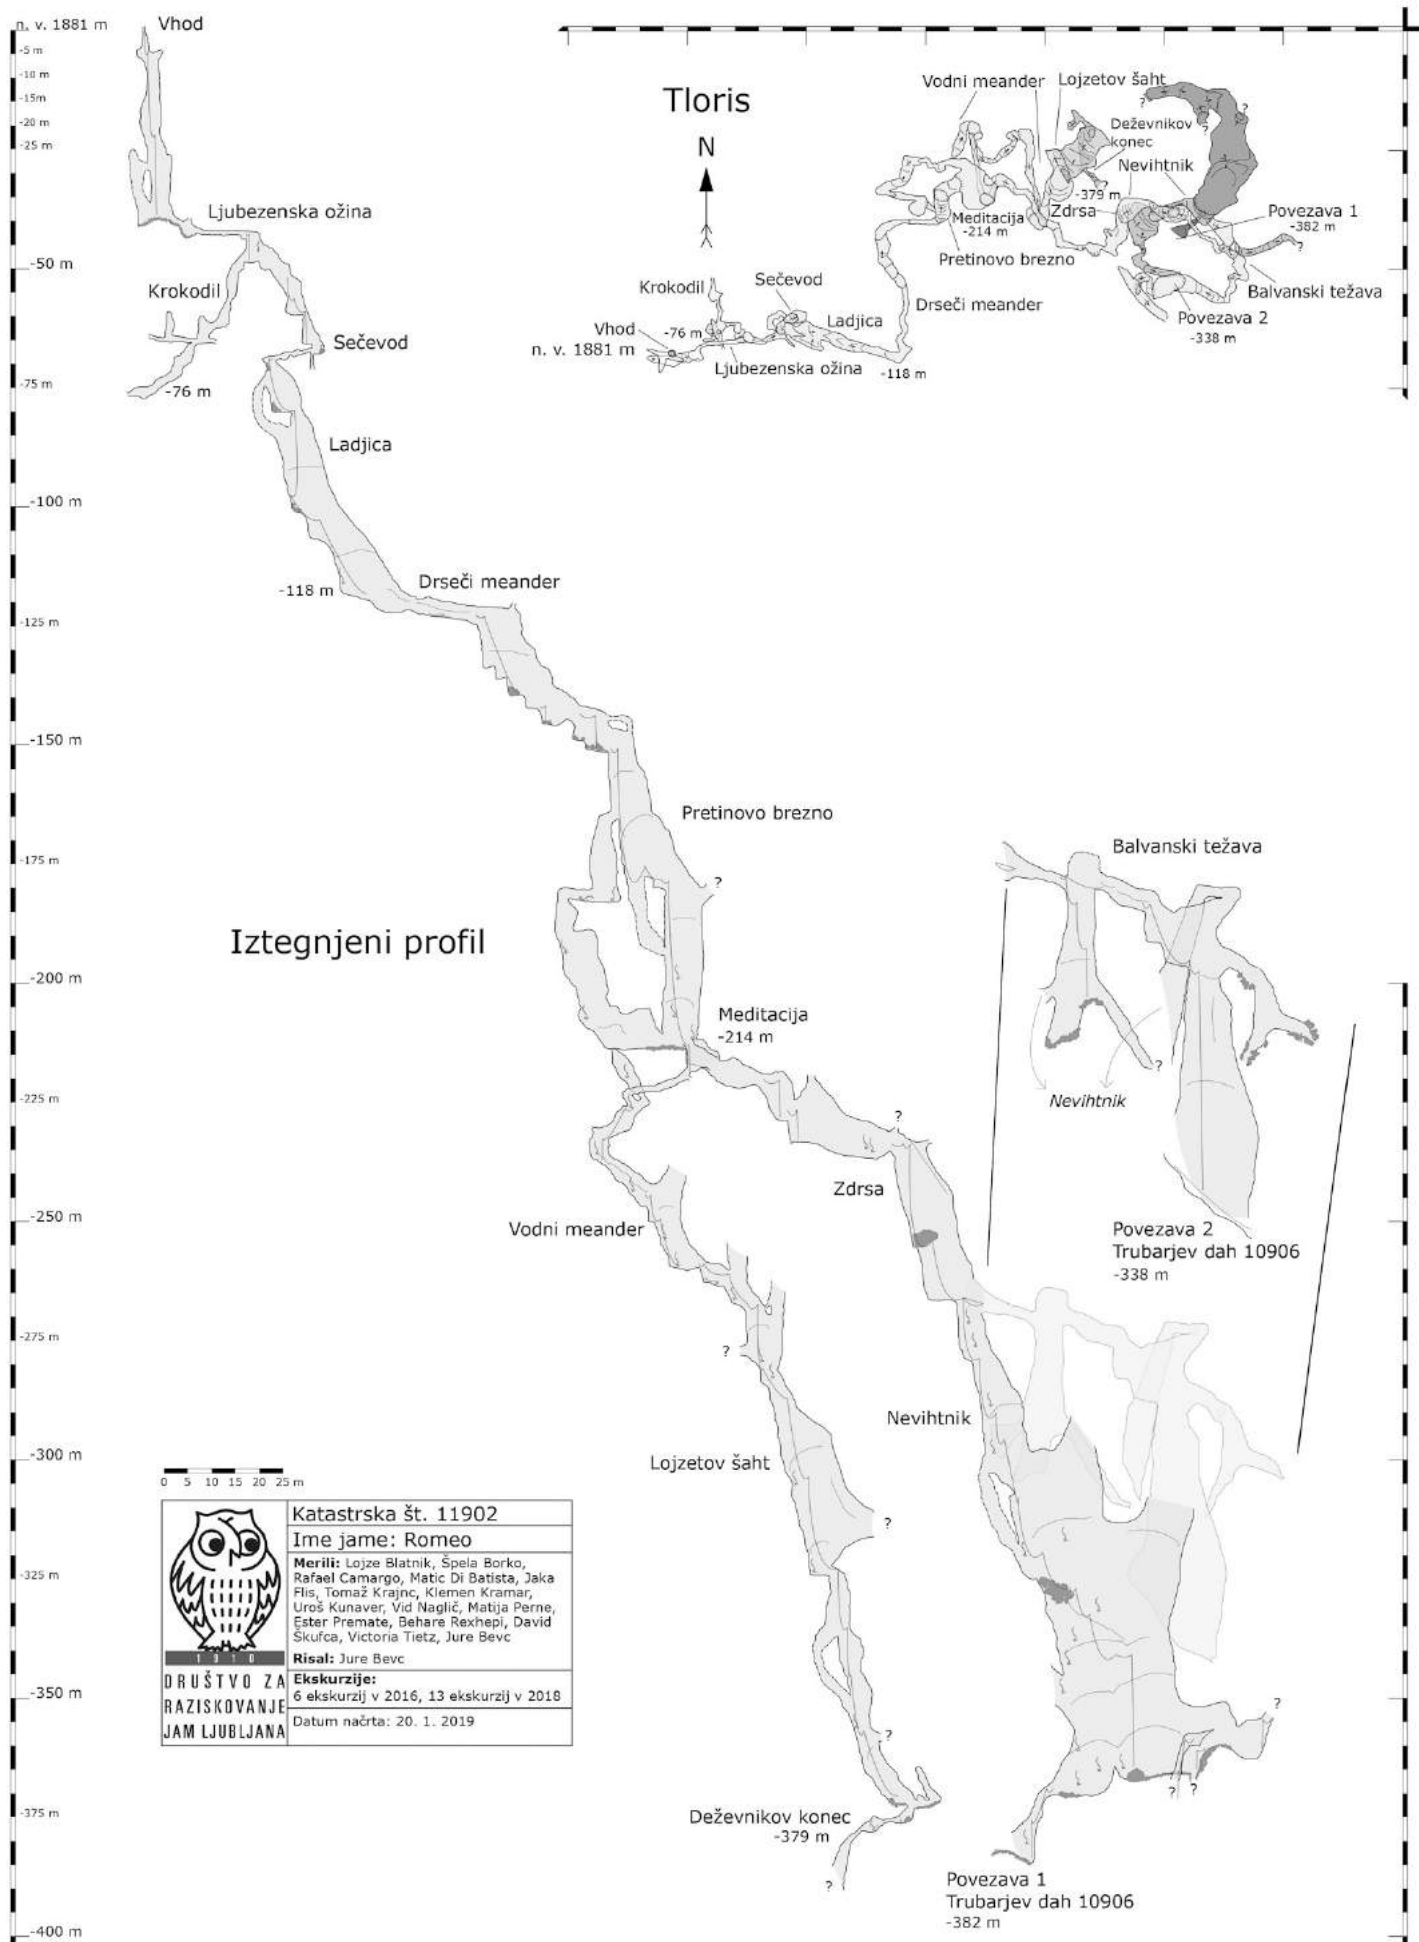 n. v. 1881 m
Vhod
-5 m
-10 m
-15m
-20 m
-25 m
-50 m
-75 m
-100 m
-125 m
-150 m
-175 m
-200 m
-225 m
-250 m
-275 m
-300 m
-325 m
-350 m
-375 m
-400 m
Tloris
N
Vodni meander
Lojzetov šaht
?
?
?
Deževnikov
konec
Nevihtnik
?
-379 m
Zdrsa
Povezava 1
-382 m
?
Meditacija
-214 m
Pretinovo brezno
Balvanski težava
Krokodil
Sečevod
Drseči meander
Ladjica
Povezava 2
-338 m
Vhod
n. v. 1881 m
-76 m
Ljubezenska ožina
-118 m
Ljubezenska ožina
Krokodil
Sečevod
-76 m
Ladjica
-118 m
Drseči meander
Pretinovo brezno
?
Iztegnjeni profil
Meditacija
-214 m
?
Zdrsa
Vodni meander
?
Nevihtnik
Lojzetov šaht
?
?
Deževnikov konec
-379 m
?
Balvanski težava
?
Nevihtnik
Povezava 2
Trubarjev dah 10906
-338 m
?
? ?
Povezava 1
Trubarjev dah 10906
-382 m
0 5 10 15 20 25 m
Katastrska št. 11902
Ime jame: Romeo
Merili: Lojze Blatnik, Špela Borko,
Rafael Camargo, Matic Di Batista, Jaka
Flis, Tomaž Krajnc, Klemen Kramar,
Uroš Kunaver, Vid Naglič, Matija Perne,
Ester Premate, Behare Rexhepi, David
Škufca, Victoria Tietz, Jure Bevc
Risal: Jure Bevc
Ekskurzije:
6 ekskurzij v 2016, 13 ekskurzij v 2018
Datum načrta: 20. 1. 2019
1 9 1 0
DRUŠTVO ZA
RAZISKOVANJE
JAM LJUBLJANA